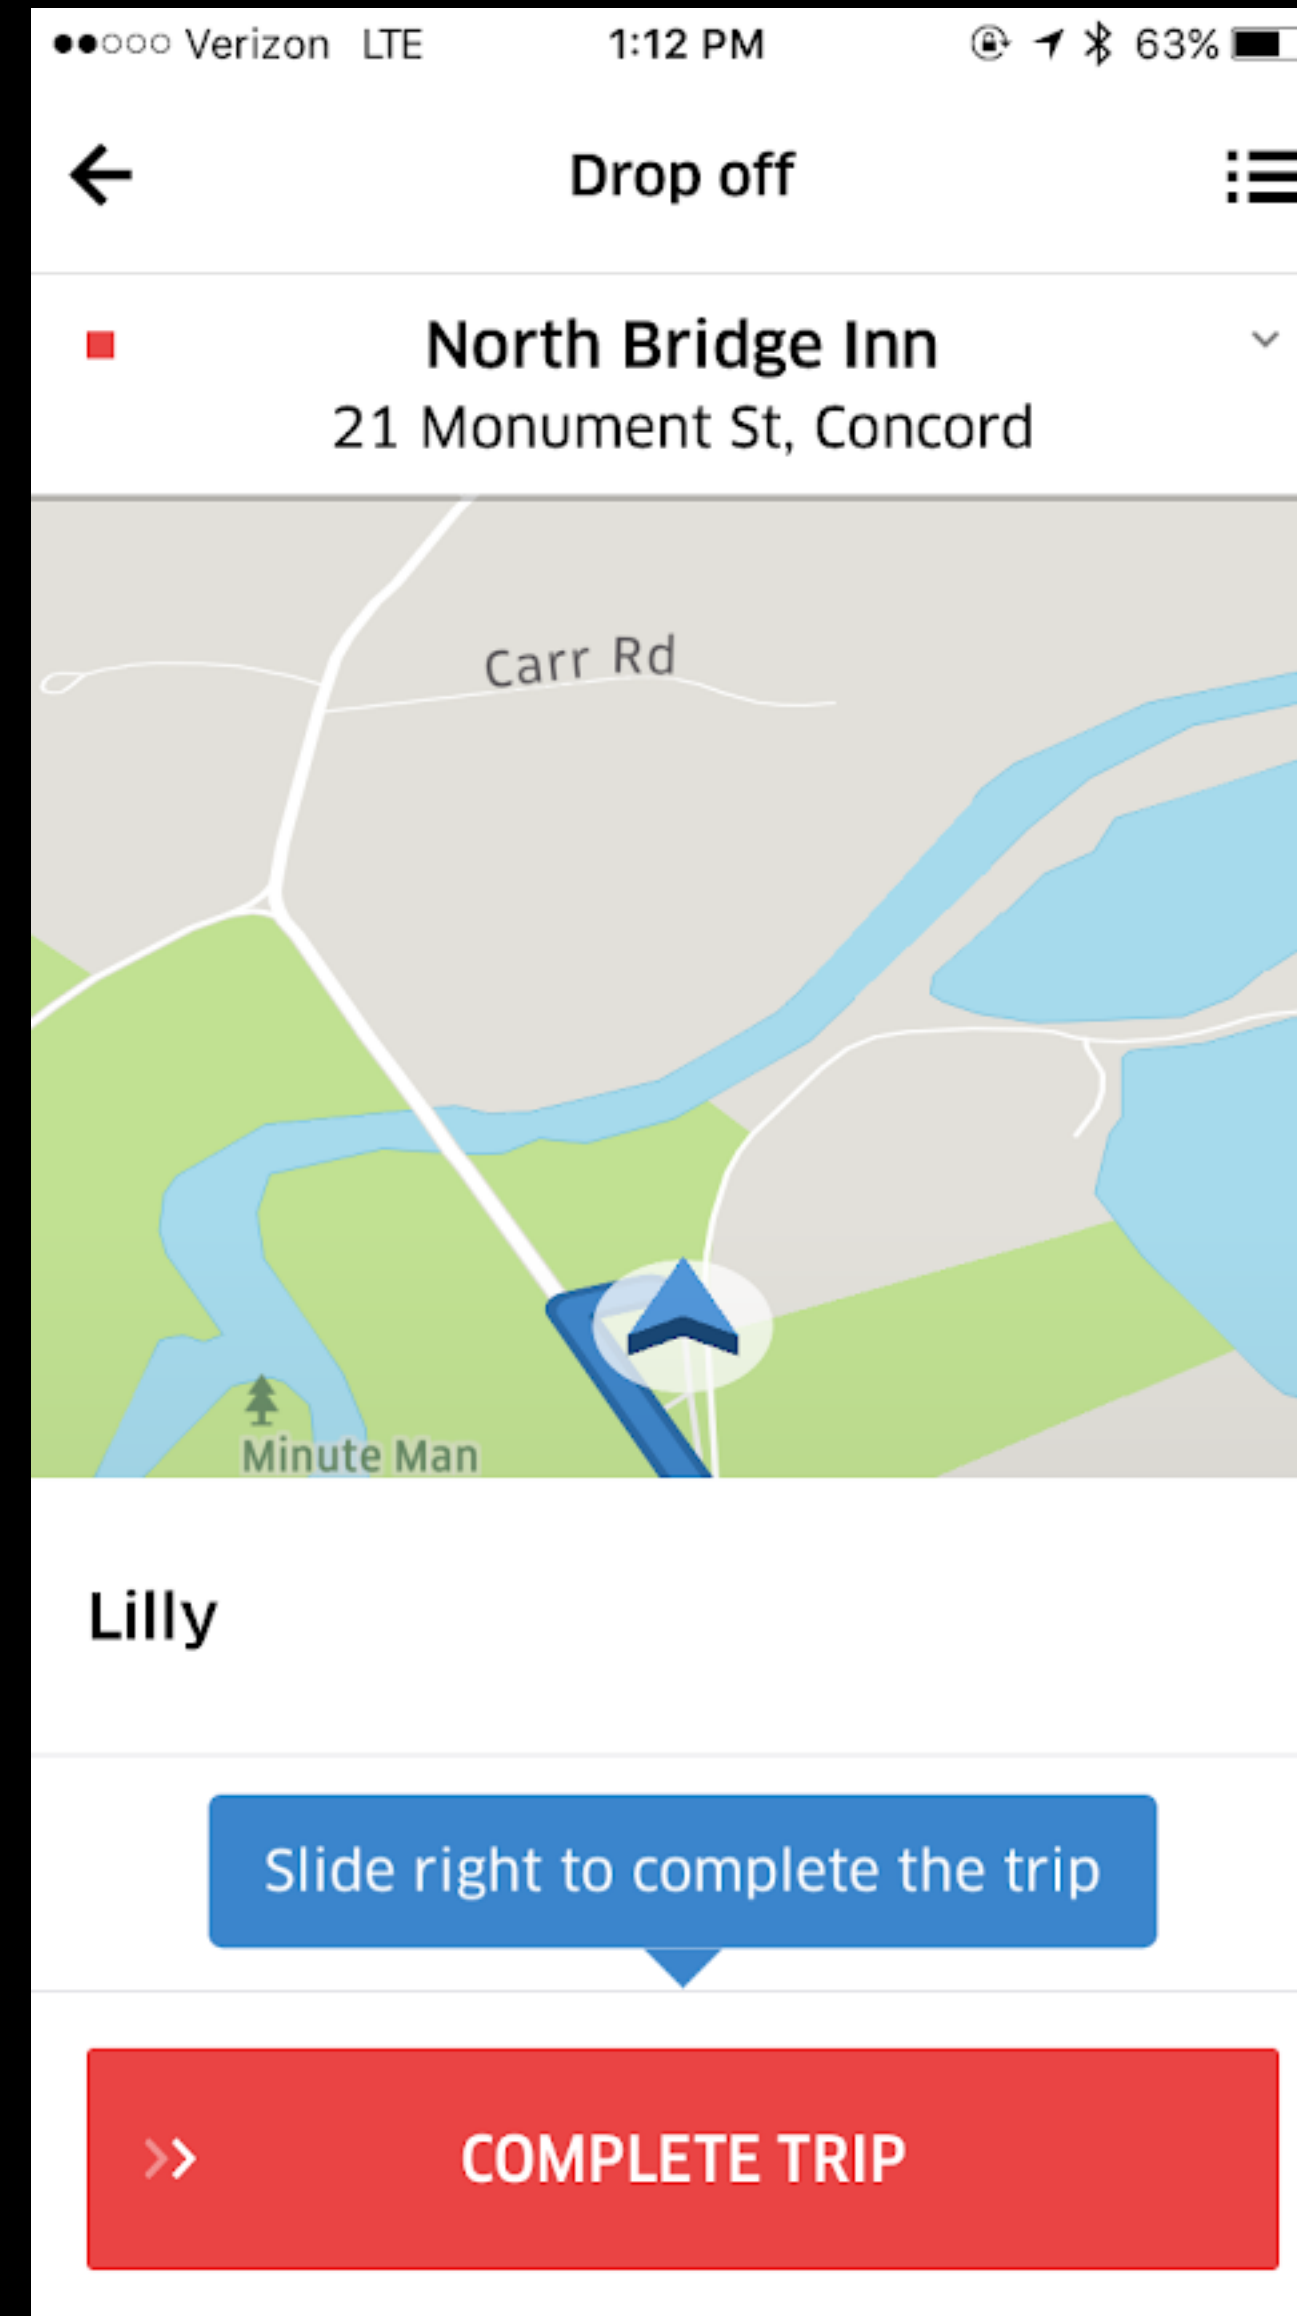 Verizon LTE 1:12 PM 63%
Drop off
North Bridge Inn
21 Monument St, Concord
Carr Rd
Minute Man
Lilly
Slide right to complete the trip
COMPLETE TRIP